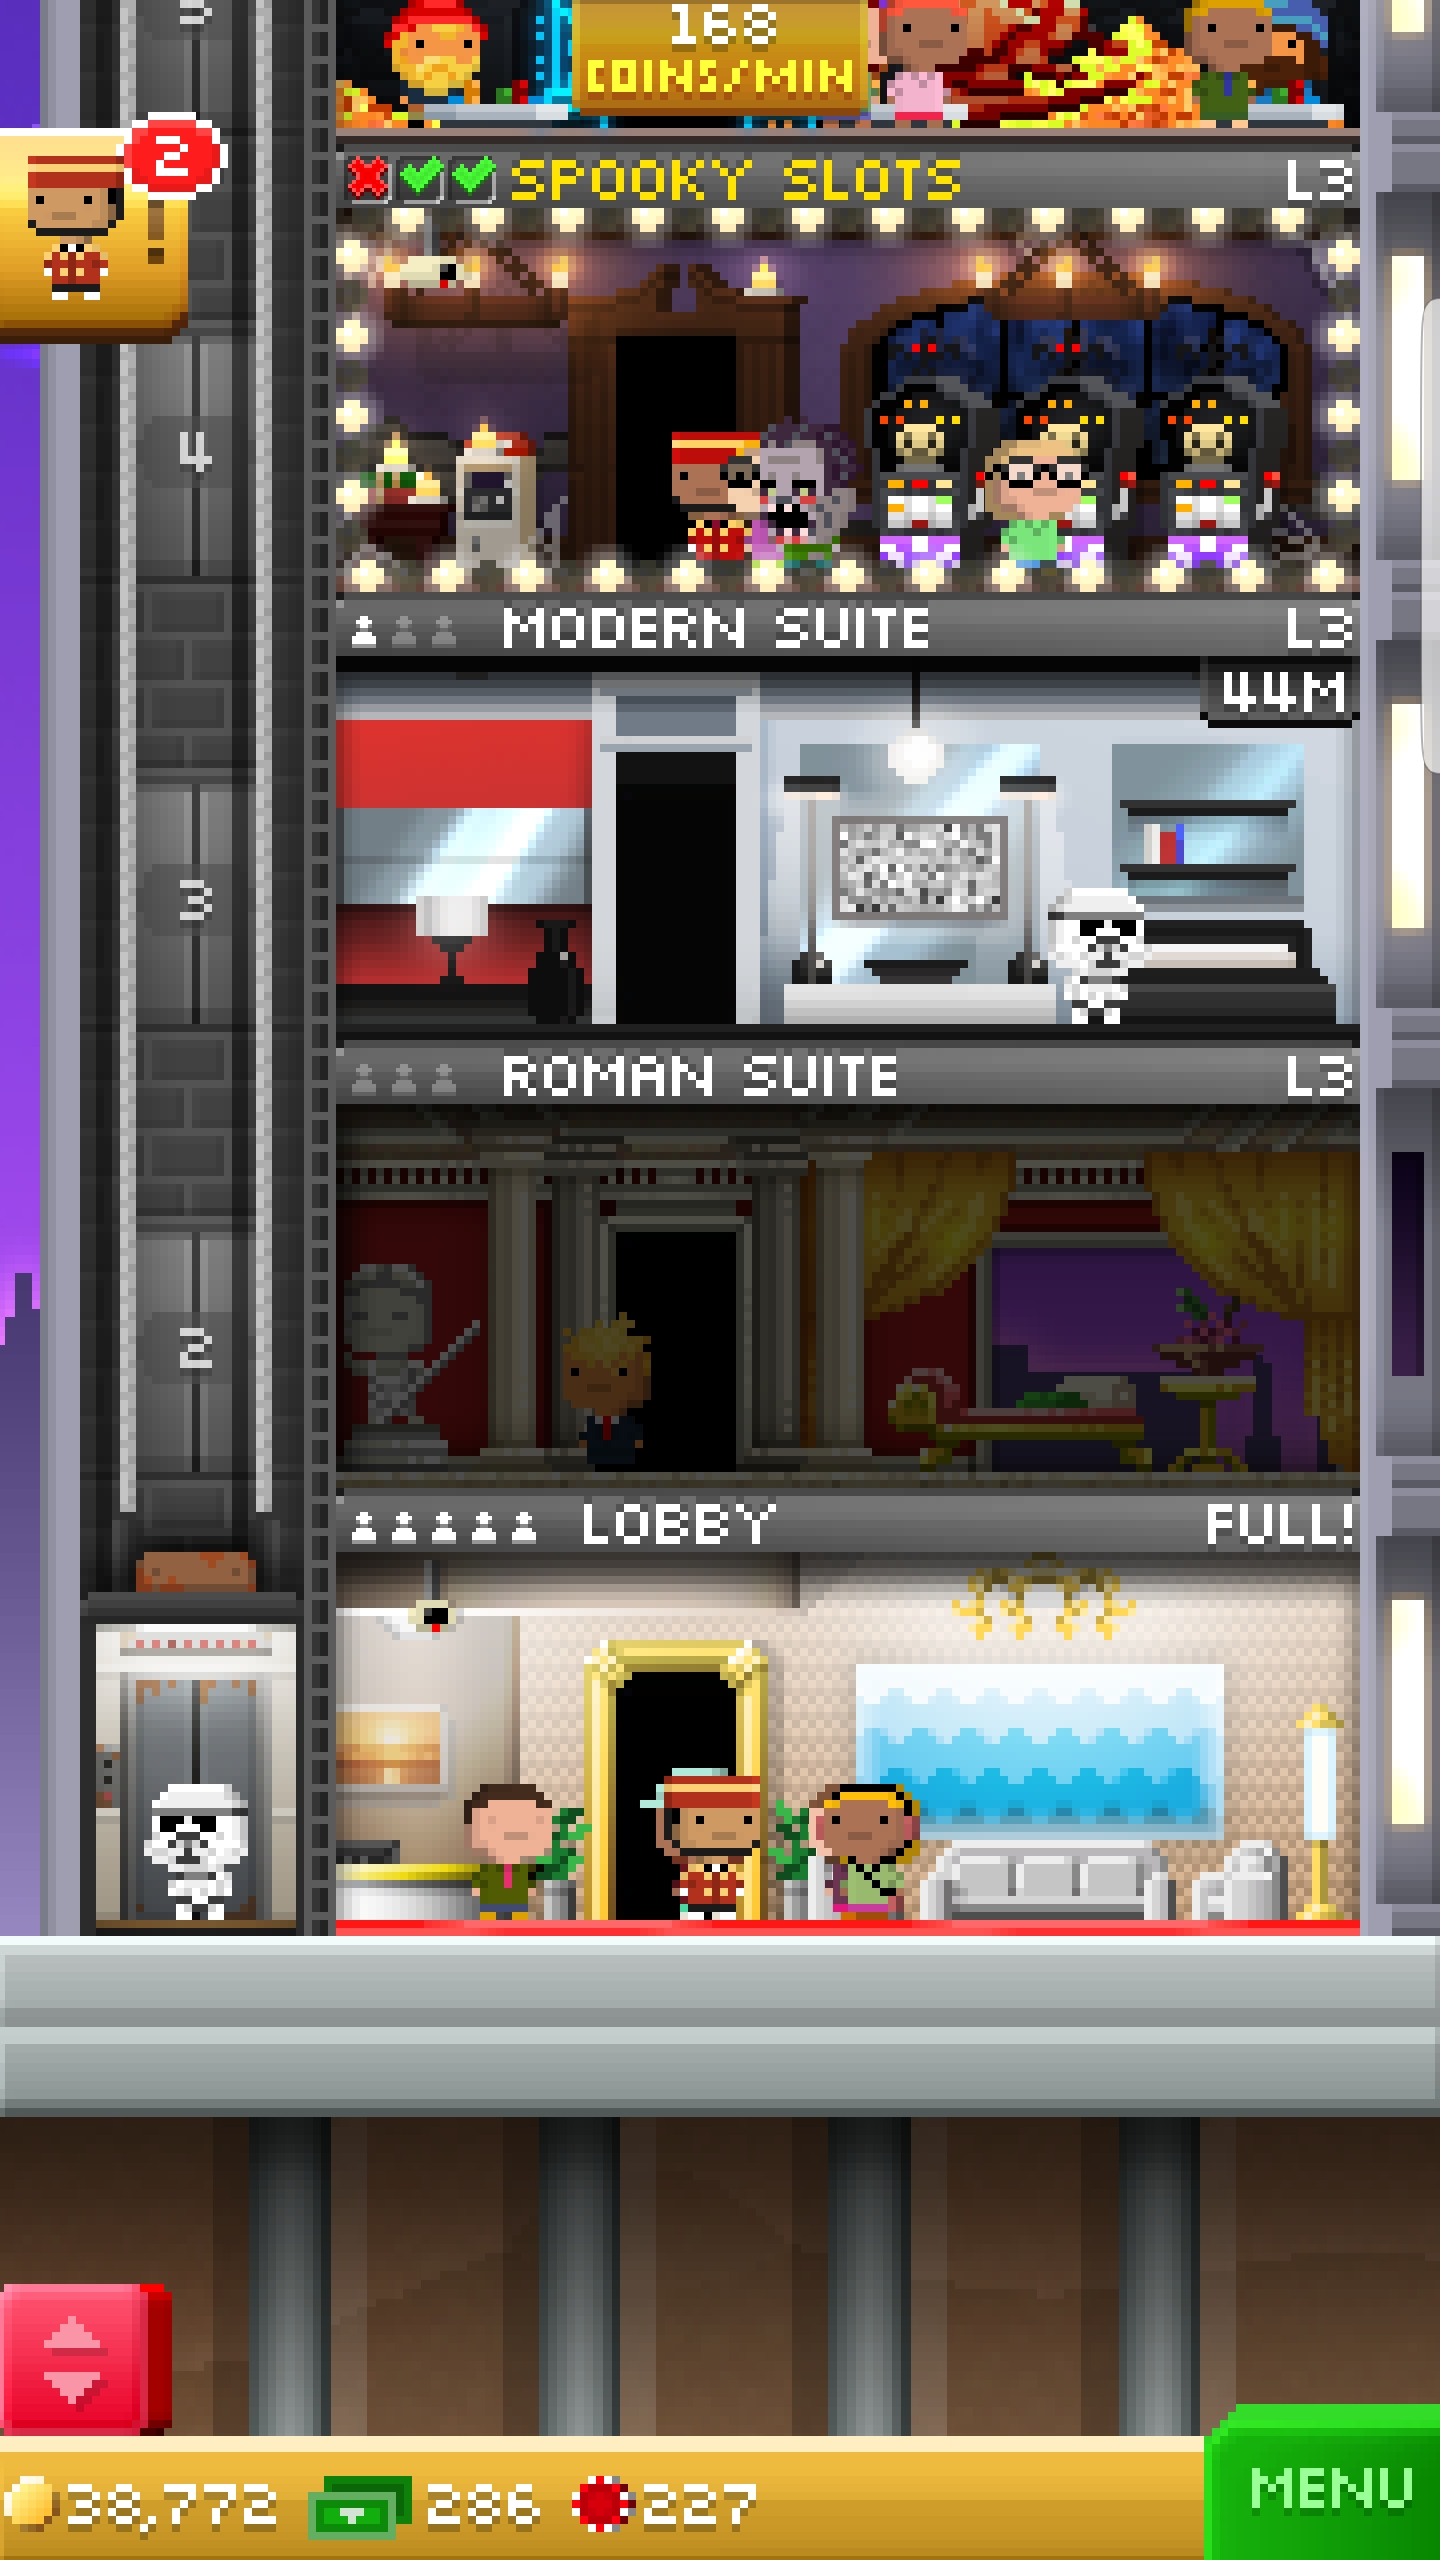 5
168
COINS/MIN
2
!
SPOOKY SLOTS L3
4
MODERN SUITE L3
44M
3
ROMAN SUITE L3
2
LOBBY FULL!
38,772 286 227
MENU